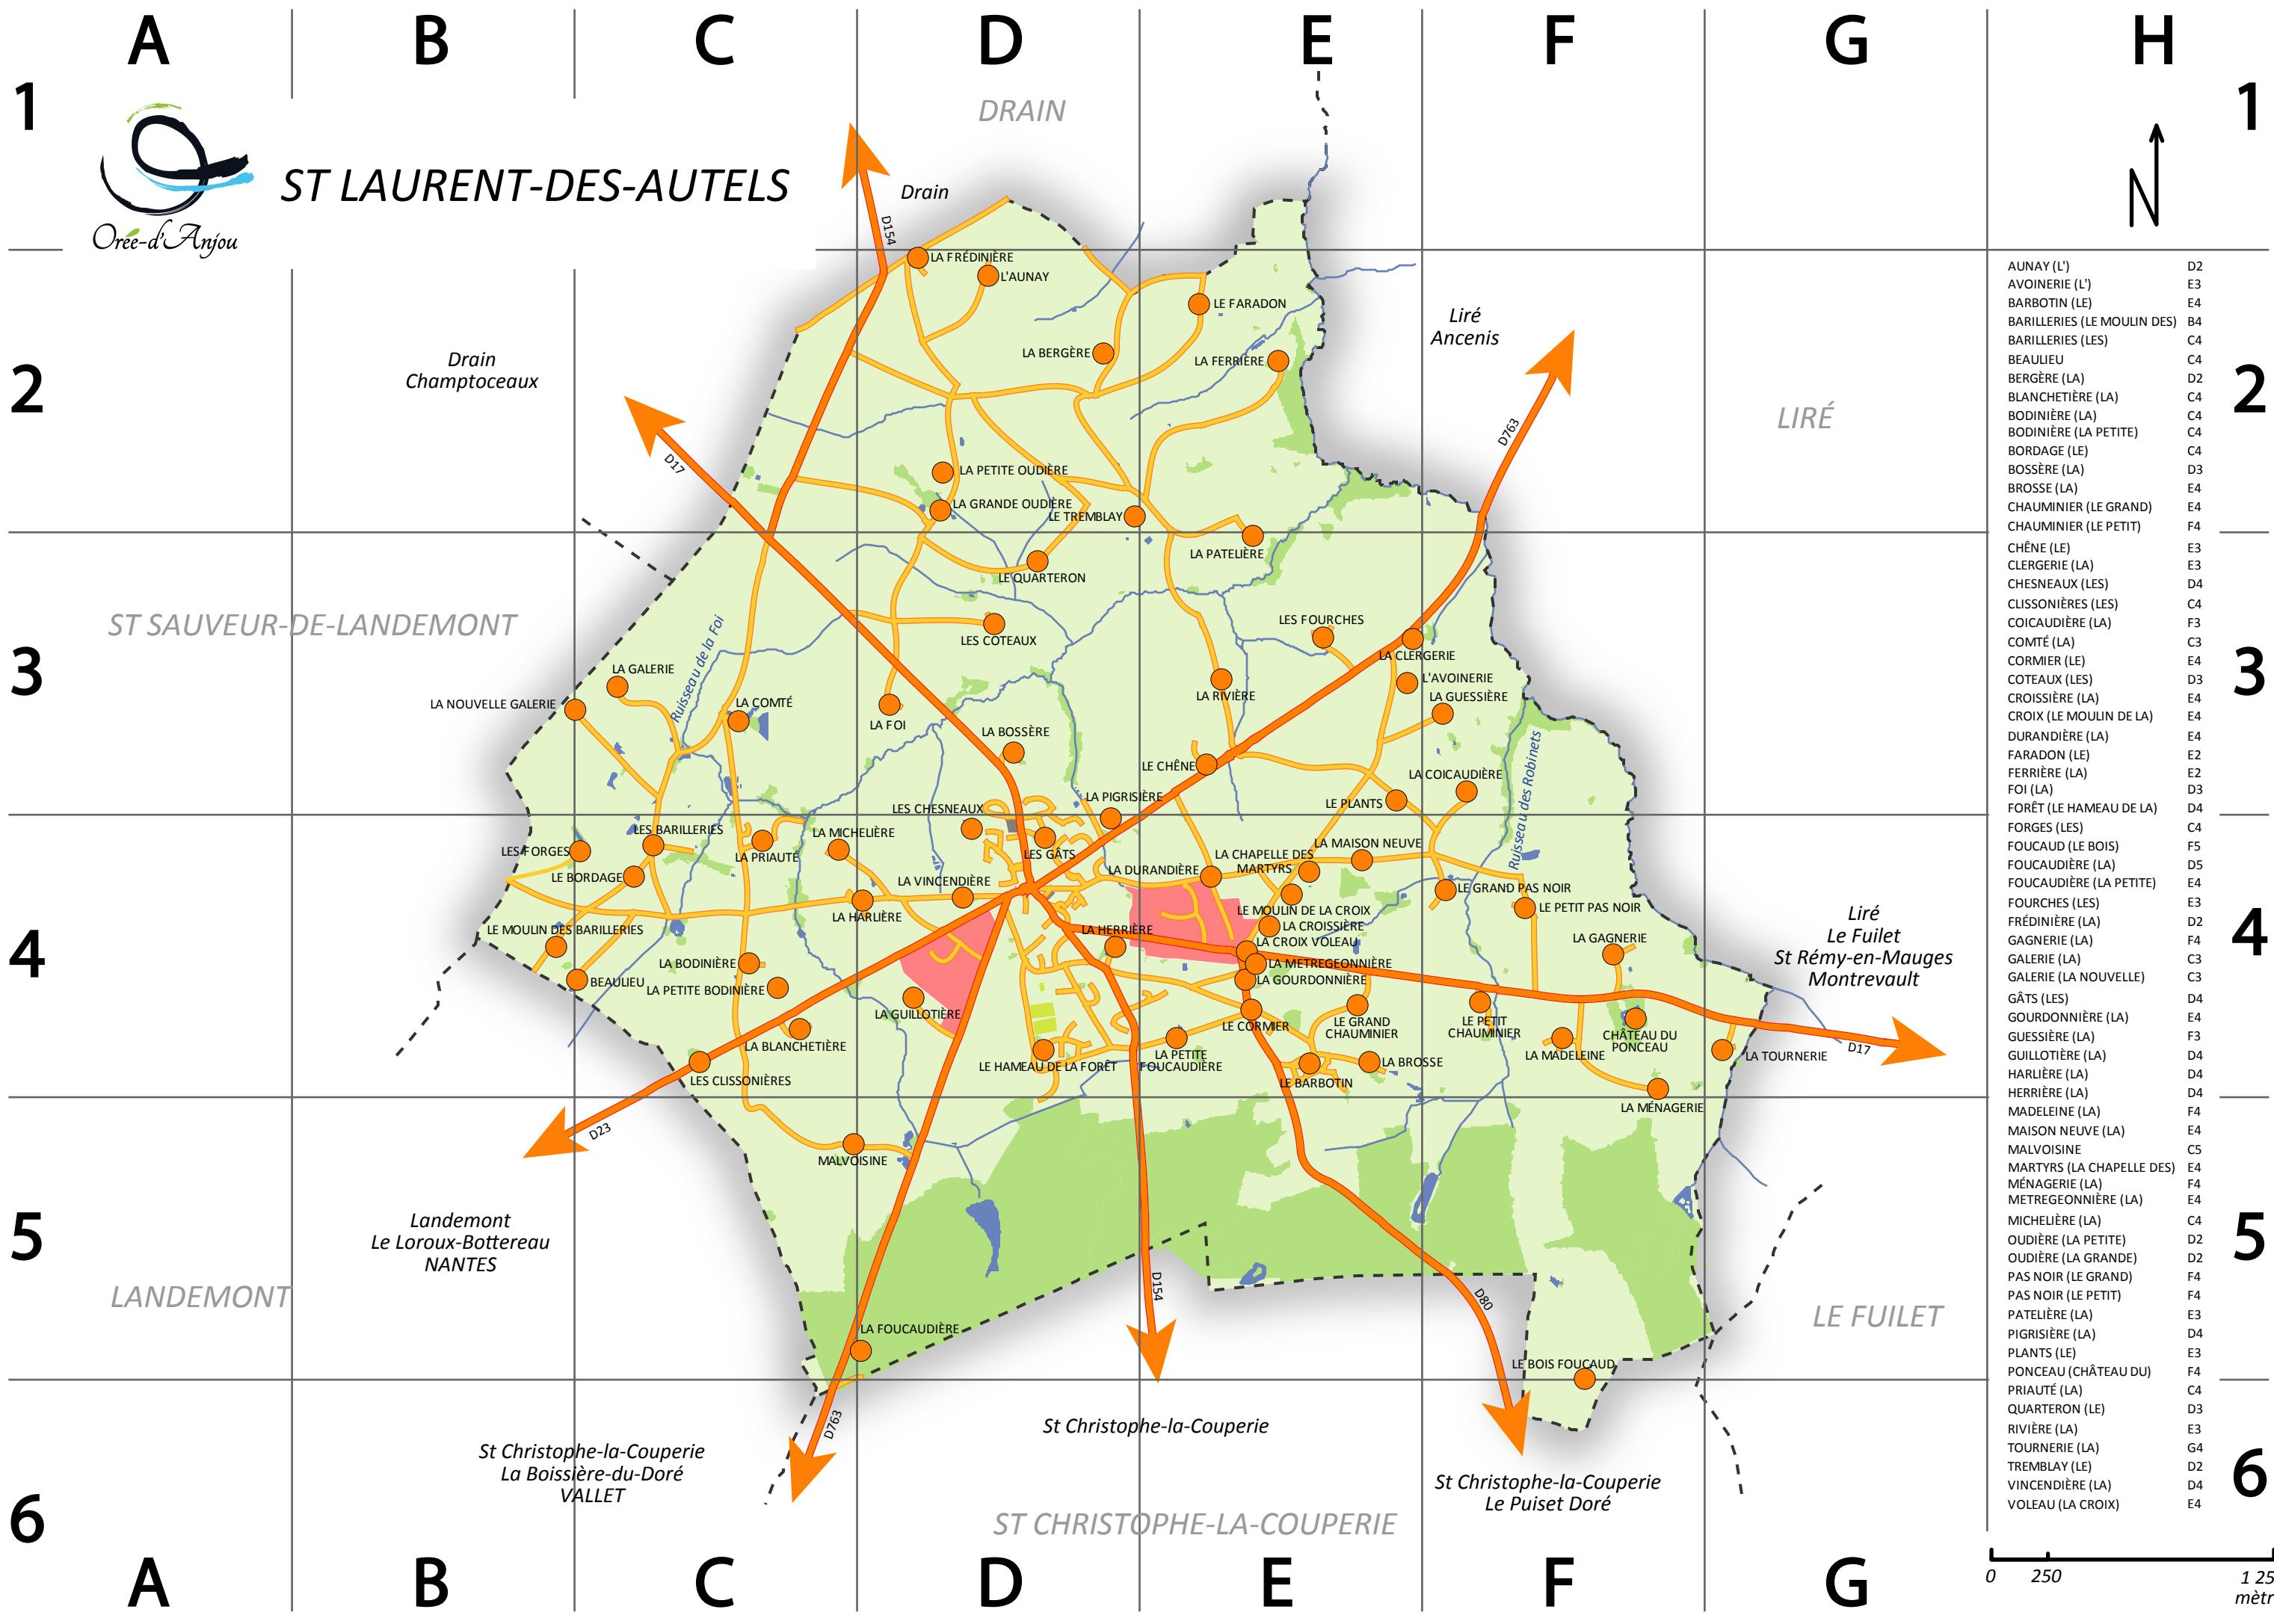 A B C D E F G H
1 1
DRAIN
ST LAURENT-DES-AUTELS
Drain
D154
N
Orée-d'Anjou
LA FRÉDINIÈRE
L'AUNAY
LE FARADON
Liré
Ancenis
LA BERGÈRE
LA FERRIÈRE
Drain
Champtoceaux
2 2
LIRÉ
D763
D17
LA PETITE OUDIÈRE
LA GRANDE OUDIÈRE
LE TREMBLAY
LA PATELIÈRE
LE QUARTERON
ST SAUVEUR-DE-LANDEMONT
LES FOURCHES
LES COTEAUX
Ruisseau de la Foi
LA CLERGERIE
3 3
LA GALERIE
L'AVOINERIE
LA RIVIÈRE
LA GUESSIÈRE
LA NOUVELLE GALERIE
LA COMTÉ
LA FOI
LA BOSSÈRE
LE CHÊNE
LA COICAUDIÈRE
Ruisseau des Robinets
LA PIGRISIÈRE
LE PLANTS
LES CHESNEAUX
LES BARILLERIES
LA MICHELIÈRE
LA MAISON NEUVE
LES FORGES
LA PRIAUTÉ
LES GÂTS
LA CHAPELLE DES
MARTYRS
LA DURANDIÈRE
LE BORDAGE
LA VINCENDIÈRE
LE GRAND PAS NOIR
LE PETIT PAS NOIR
LE MOULIN DE LA CROIX
LA HARLIÈRE
LA CROISSIÈRE
LE MOULIN DES BARILLERIES
LA HERRIÈRE
LA GAGNERIE
LA CROIX VOLEAU
4 4
LA BODINIÈRE
LA METREGEONNIÈRE
Liré
Le Fuilet
St Rémy-en-Mauges
Montrevault
BEAULIEU
LA PETITE BODINIÈRE
LA GOURDONNIÈRE
LA GUILLOTIÈRE
LE CORMIER
LE GRAND
CHAUMINIER
LE PETIT
CHAUMINIER
CHÂTEAU DU
PONCEAU
LA BLANCHETIÈRE
LA PETITE
FOUCAUDIÈRE
LA MADELEINE
LA TOURNERIE
D17
LES CLISSONIÈRES
LE HAMEAU DE LA FORÊT
LE BARBOTIN
LA BROSSE
LA MÉNAGERIE
D23
MALVOISINE
Landemont
Le Loroux-Bottereau
NANTES
5 5
LANDEMONT
D154
D80
LE FUILET
LA FOUCAUDIÈRE
LE BOIS FOUCAUD
D763
St Christophe-la-Couperie
St Christophe-la-Couperie
La Boissière-du-Doré
VALLET
St Christophe-la-Couperie
Le Puiset Doré
6 6
ST CHRISTOPHE-LA-COUPERIE
A B C D E F G
AUNAY (L') D2
AVOINERIE (L') E3
BARBOTIN (LE) E4
BARILLERIES (LE MOULIN DES) B4
BARILLERIES (LES) C4
BEAULIEU C4
BERGÈRE (LA) D2
BLANCHETIÈRE (LA) C4
BODINIÈRE (LA) C4
BODINIÈRE (LA PETITE) C4
BORDAGE (LE) C4
BOSSÈRE (LA) D3
BROSSE (LA) E4
CHAUMINIER (LE GRAND) E4
CHAUMINIER (LE PETIT) F4
CHÊNE (LE) E3
CLERGERIE (LA) E3
CHESNEAUX (LES) D4
CLISSONIÈRES (LES) C4
COICAUDIÈRE (LA) F3
COMTÉ (LA) C3
CORMIER (LE) E4
COTEAUX (LES) D3
CROISSIÈRE (LA) E4
CROIX (LE MOULIN DE LA) E4
DURANDIÈRE (LA) E4
FARADON (LE) E2
FERRIÈRE (LA) E2
FOI (LA) D3
FORÊT (LE HAMEAU DE LA) D4
FORGES (LES) C4
FOUCAUD (LE BOIS) F5
FOUCAUDIÈRE (LA) D5
FOUCAUDIÈRE (LA PETITE) E4
FOURCHES (LES) E3
FRÉDINIÈRE (LA) D2
GAGNERIE (LA) F4
GALERIE (LA) C3
GALERIE (LA NOUVELLE) C3
GÂTS (LES) D4
GOURDONNIÈRE (LA) E4
GUESSIÈRE (LA) F3
GUILLOTIÈRE (LA) D4
HARLIÈRE (LA) D4
HERRIÈRE (LA) D4
MADELEINE (LA) F4
MAISON NEUVE (LA) E4
MALVOISINE C5
MARTYRS (LA CHAPELLE DES) E4
MÉNAGERIE (LA) F4
METREGEONNIÈRE (LA) E4
MICHELIÈRE (LA) C4
OUDIÈRE (LA PETITE) D2
OUDIÈRE (LA GRANDE) D2
PAS NOIR (LE GRAND) F4
PAS NOIR (LE PETIT) F4
PATELIÈRE (LA) E3
PIGRISIÈRE (LA) D4
PLANTS (LE) E3
PONCEAU (CHÂTEAU DU) F4
PRIAUTÉ (LA) C4
QUARTERON (LE) D3
RIVIÈRE (LA) E3
TOURNERIE (LA) G4
TREMBLAY (LE) D2
VINCENDIÈRE (LA) D4
VOLEAU (LA CROIX) E4
0 250 1 25
mètr